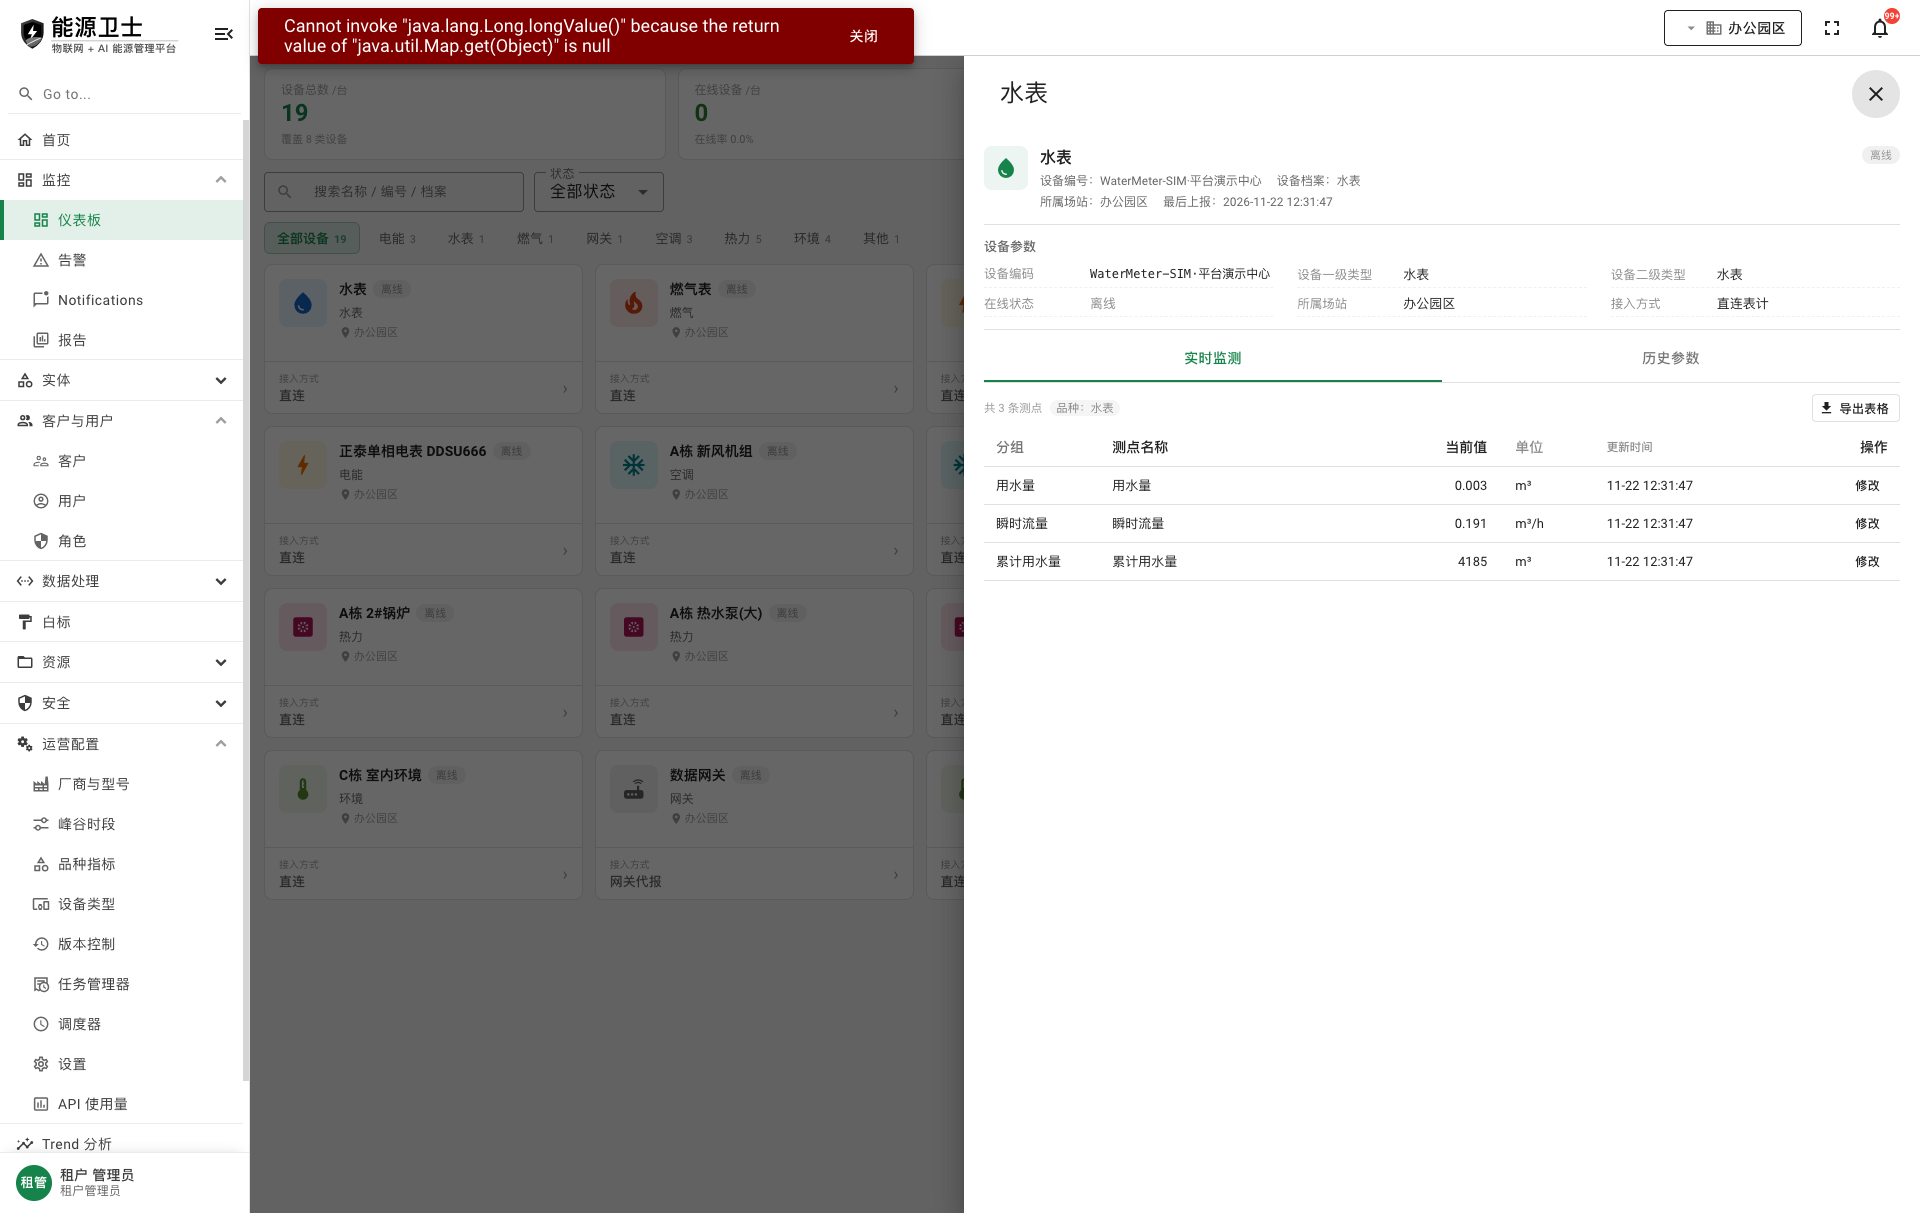 能源卫士
物联网 + AI 能源管理平台
Go to...
首页
监控
仪表板
告警
Notifications
报告
实体
客户与用户
客户
用户
角色
数据处理
白标
资源
安全
运营配置
厂商与型号
峰谷时段
品种指标
设备类型
版本控制
任务管理器
调度器
设置
API 使用量
Trend 分析
租管
租户 管理员
租户管理员
Cannot invoke "java.lang.Long.longValue()" because the return
value of "java.util.Map.get(Object)" is null
关闭
办公园区
99+
设备总数 /台
19
覆盖 8 类设备
在线设备 /台
0
在线率 0.0%
搜索名称 / 编号 / 档案
状态
全部状态
全部设备 19 电能 3 水表 1 燃气 1 网关 1 空调 3 热力 5 环境 4 其他 1
水表 离线
水表
办公园区
接入方式
直连
燃气表 离线
燃气
办公园区
接入方式
直连
正泰单相电表 DDSU666 离线
电能
办公园区
接入方式
直连
A栋 新风机组 离线
空调
办公园区
接入方式
直连
A栋 2#锅炉 离线
热力
办公园区
接入方式
直连
A栋 热水泵(大) 离线
热力
办公园区
接入方式
直连
C栋 室内环境 离线
环境
办公园区
接入方式
直连
数据网关 离线
网关
办公园区
接入方式
网关代报
水表
水表
离线
设备编号: WaterMeter-SIM·平台演示中心 设备档案: 水表
所属场站: 办公园区 最后上报: 2026-11-22 12:31:47
设备参数
设备编码 WaterMeter-SIM·平台演示中心 设备一级类型 水表 设备二级类型 水表
在线状态 离线 所属场站 办公园区 接入方式 直连表计
实时监测 历史参数
共 3 条测点 品种: 水表 导出表格
分组 测点名称 当前值 单位 更新时间 操作
用水量 用水量 0.003 m³ 11-22 12:31:47 修改
瞬时流量 瞬时流量 0.191 m³/h 11-22 12:31:47 修改
累计用水量 累计用水量 4185 m³ 11-22 12:31:47 修改